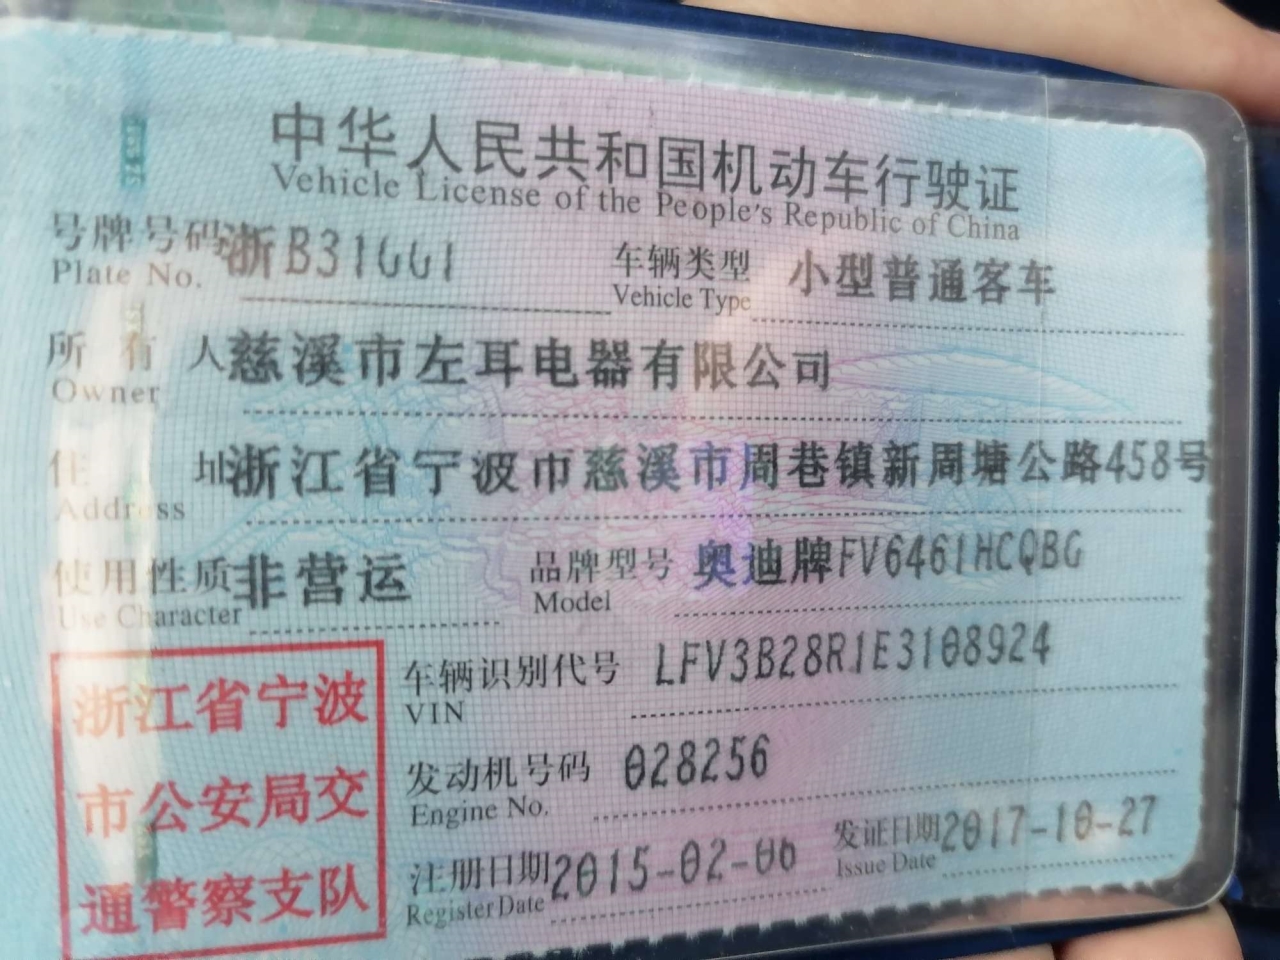 中华人民共和国机动车行驶证
Vehicle License of the People's Republic of China
号牌号码
Plate No.
车辆类型 小型普通客车
Vehicle Type
所有人 慈溪市左耳电器有限公司
Owner
住址 浙江省宁波市慈溪市周巷镇新周塘公路458号
Address
使用性质 非营运
Use Character
品牌型号 奥迪牌FV6461HCQBG
Model
浙江省宁波
市公安局交
通警察支队
车辆识别代号 LFV3B28R1E3108924
VIN
发动机号码 028256
Engine No.
注册日期 2015-02-06
Register Date
发证日期 2017-10-27
Issue Date